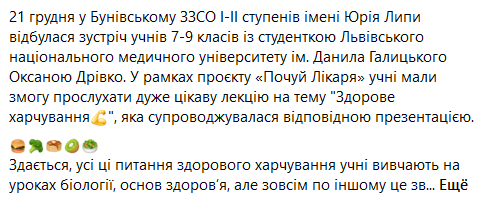 21 грудня у Бунівському ЗЗСО І-ІІ ступенів імені Юрія Липи
відбулася зустріч учнів 7-9 класів із студенткою Львівського
національного медичного університету ім. Данила Галицького
Оксаною Дрівко. У рамках проєкту «Почуй Лікаря» учні мали
змогу прослухати дуже цікаву лекцію на тему "Здорове
харчування💪", яка супроводжувалася відповідною презентацією.
🍔🥦🥞🥝🥗
Здається, усі ці питання здорового харчування учні вивчають на
уроках біології, основ здоров’я, але зовсім по іншому це зв... Ещё